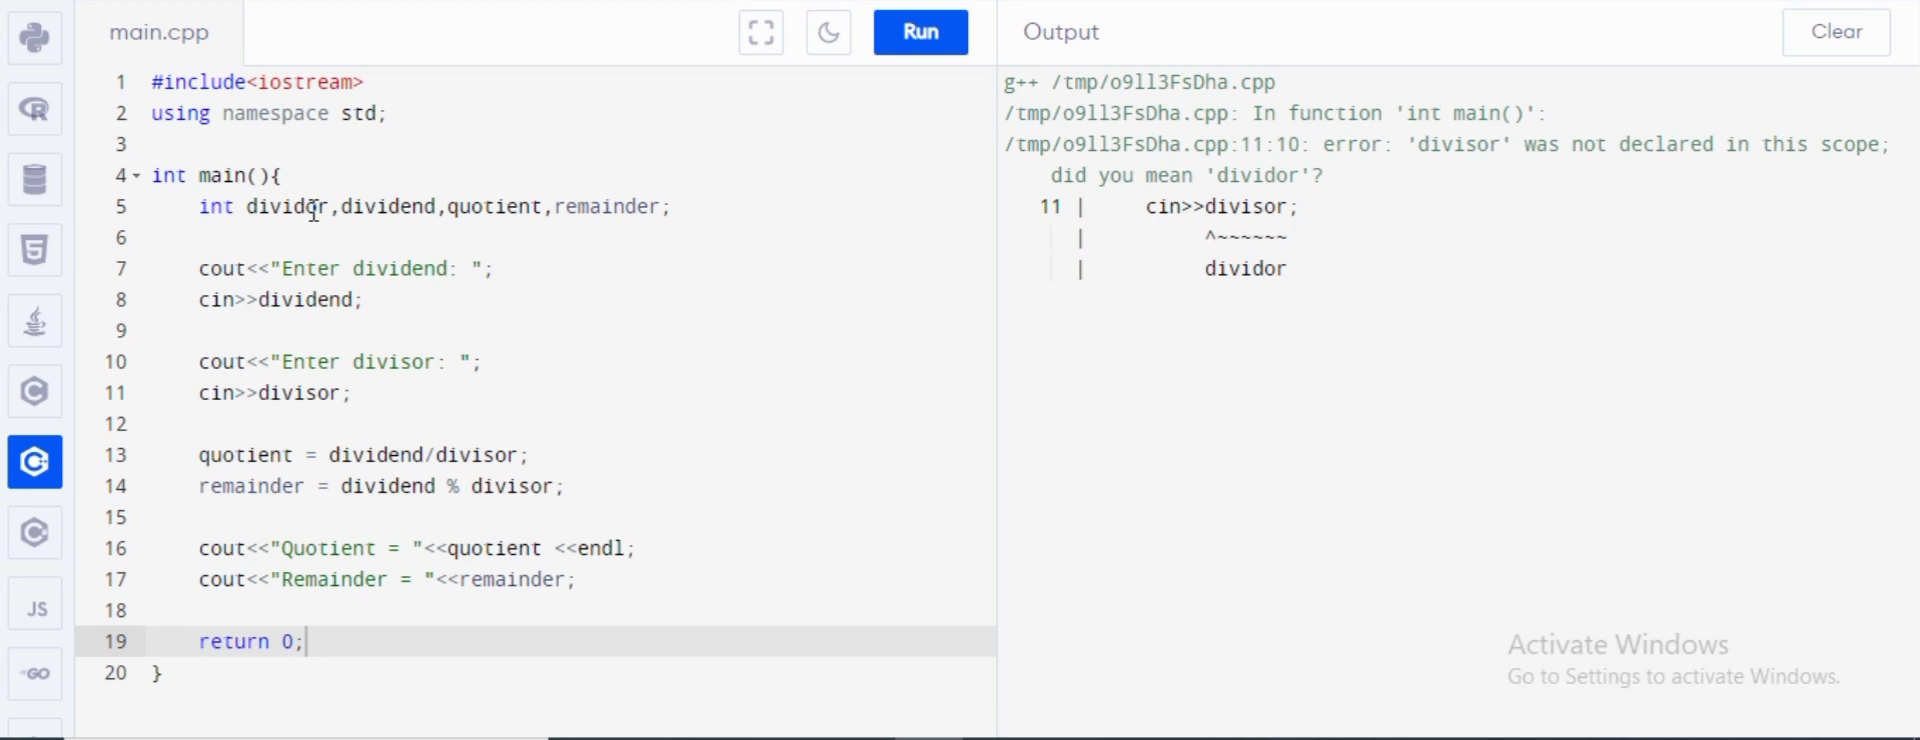 main.cpp
Run
Output
Clear
1 #include<iostream>
2 using namespace std;
3
4 int main(){
5 int dividor,dividend,quotient,remainder;
6
7 cout<<"Enter dividend: ";
8 cin>>dividend;
9
10 cout<<"Enter divisor: ";
11 cin>>divisor;
12
13 quotient = dividend/divisor;
14 remainder = dividend % divisor;
15
16 cout<<"Quotient = "<<quotient <<endl;
17 cout<<"Remainder = "<<remainder;
18
19 return 0;
20 }
g++ /tmp/o9ll3FsDha.cpp
/tmp/o9ll3FsDha.cpp: In function 'int main()':
/tmp/o9ll3FsDha.cpp:11:10: error: 'divisor' was not declared in this scope;
did you mean 'dividor'?
11 | cin>>divisor;
| ^~~~~~~
| dividor
R
5
C
C
C
JS
GO
Activate Windows
Go to Settings to activate Windows.